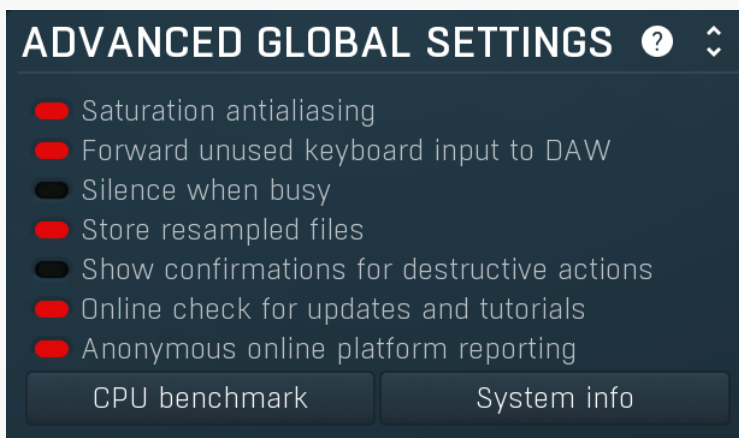 ADVANCED GLOBAL SETTINGS ?
Saturation antialiasing
Forward unused keyboard input to DAW
Silence when busy
Store resampled files
Show confirmations for destructive actions
Online check for updates and tutorials
Anonymous online platform reporting
CPU benchmark System info